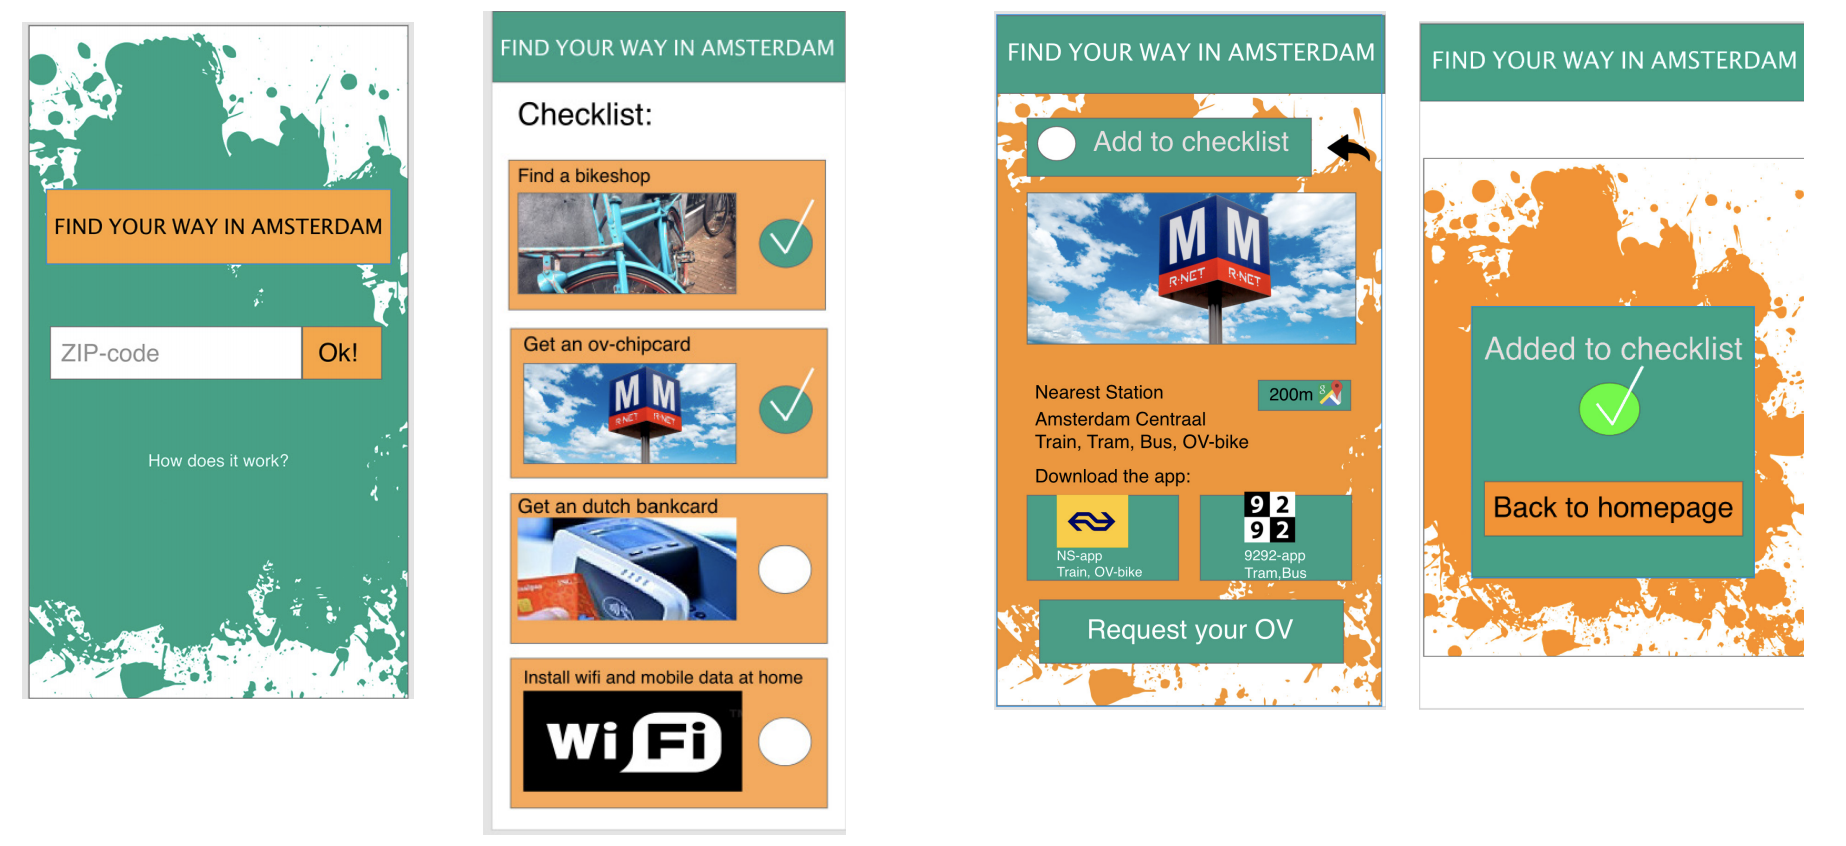 FIND YOUR WAY IN AMSTERDAM
ZIP-code
Ok!
How does it work?
FIND YOUR WAY IN AMSTERDAM
Checklist:
Find a bikeshop
Get an ov-chipcard
M M
R·NET R·NET
Get an dutch bankcard
Install wifi and mobile data at home
Wi Fi
TM
FIND YOUR WAY IN AMSTERDAM
Add to checklist
M M
R·NET R·NET
Nearest Station
200m
Amsterdam Centraal
Train, Tram, Bus, OV-bike
Download the app:
NS-app
Train, OV-bike
9 2
9 2
9292-app
Tram,Bus
Request your OV
FIND YOUR WAY IN AMSTERDAM
Added to checklist
Back to homepage